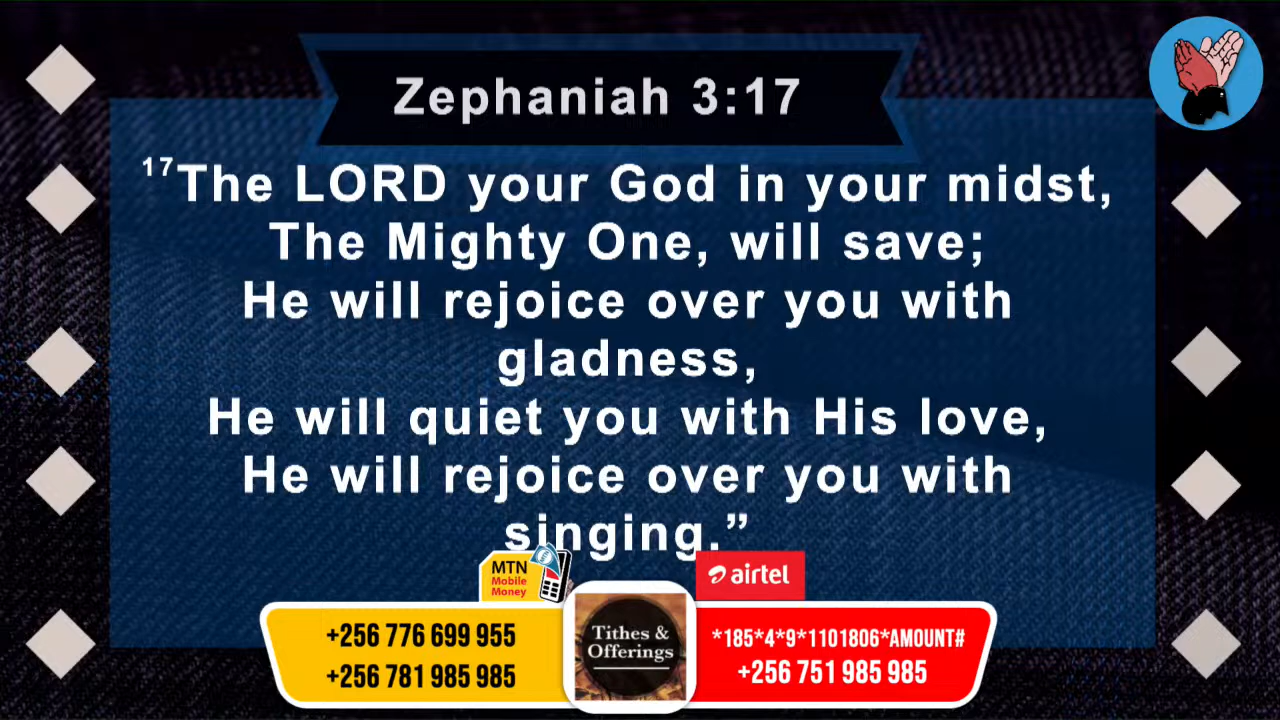 Zephaniah 3:17
17The LORD your God in your midst,
The Mighty One, will save;
He will rejoice over you with
gladness,
He will quiet you with His love,
He will rejoice over you with
singing.”
MTN
Mobile
Money
airtel
+256 776 699 955
+256 781 985 985
Tithes &
Offerings
*185*4*9*1101806*AMOUNT#
+256 751 985 985